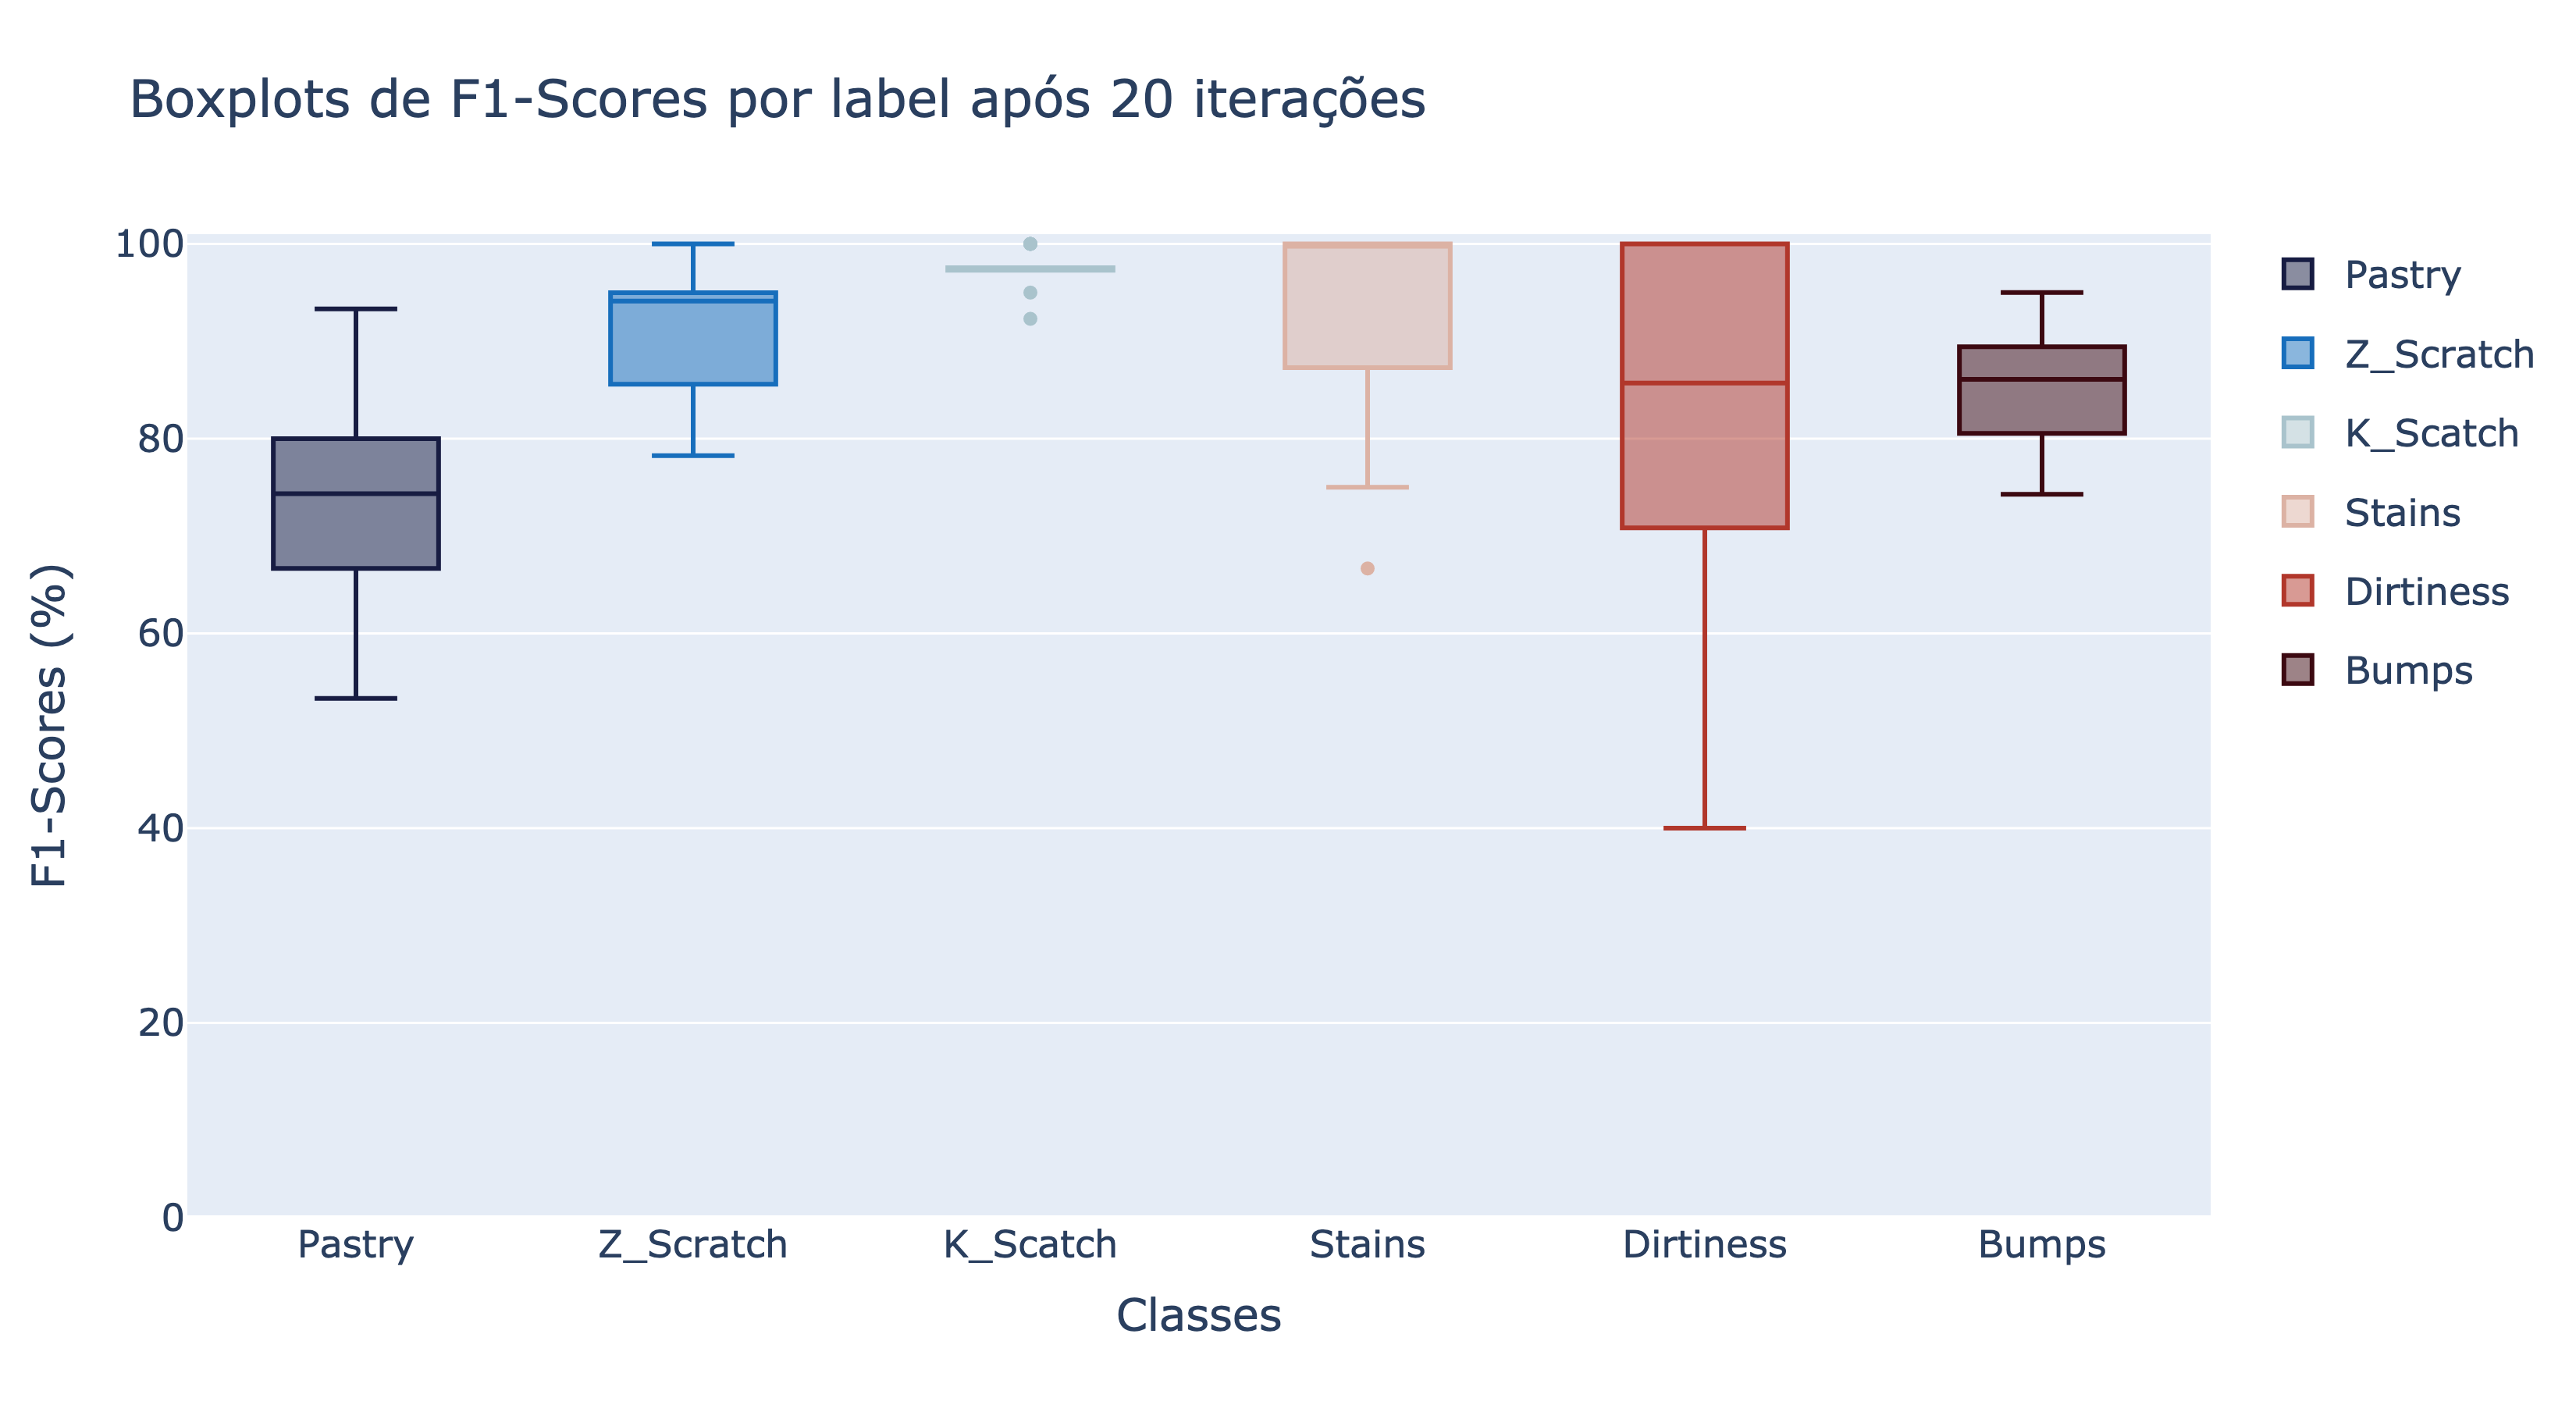 Boxplots de F1-Scores por label após 20 iterações
100
80
60
40
20
0
F1-Scores (%)
Pastry
Z_Scratch
K_Scatch
Stains
Dirtiness
Bumps
Classes
Pastry
Z_Scratch
K_Scatch
Stains
Dirtiness
Bumps